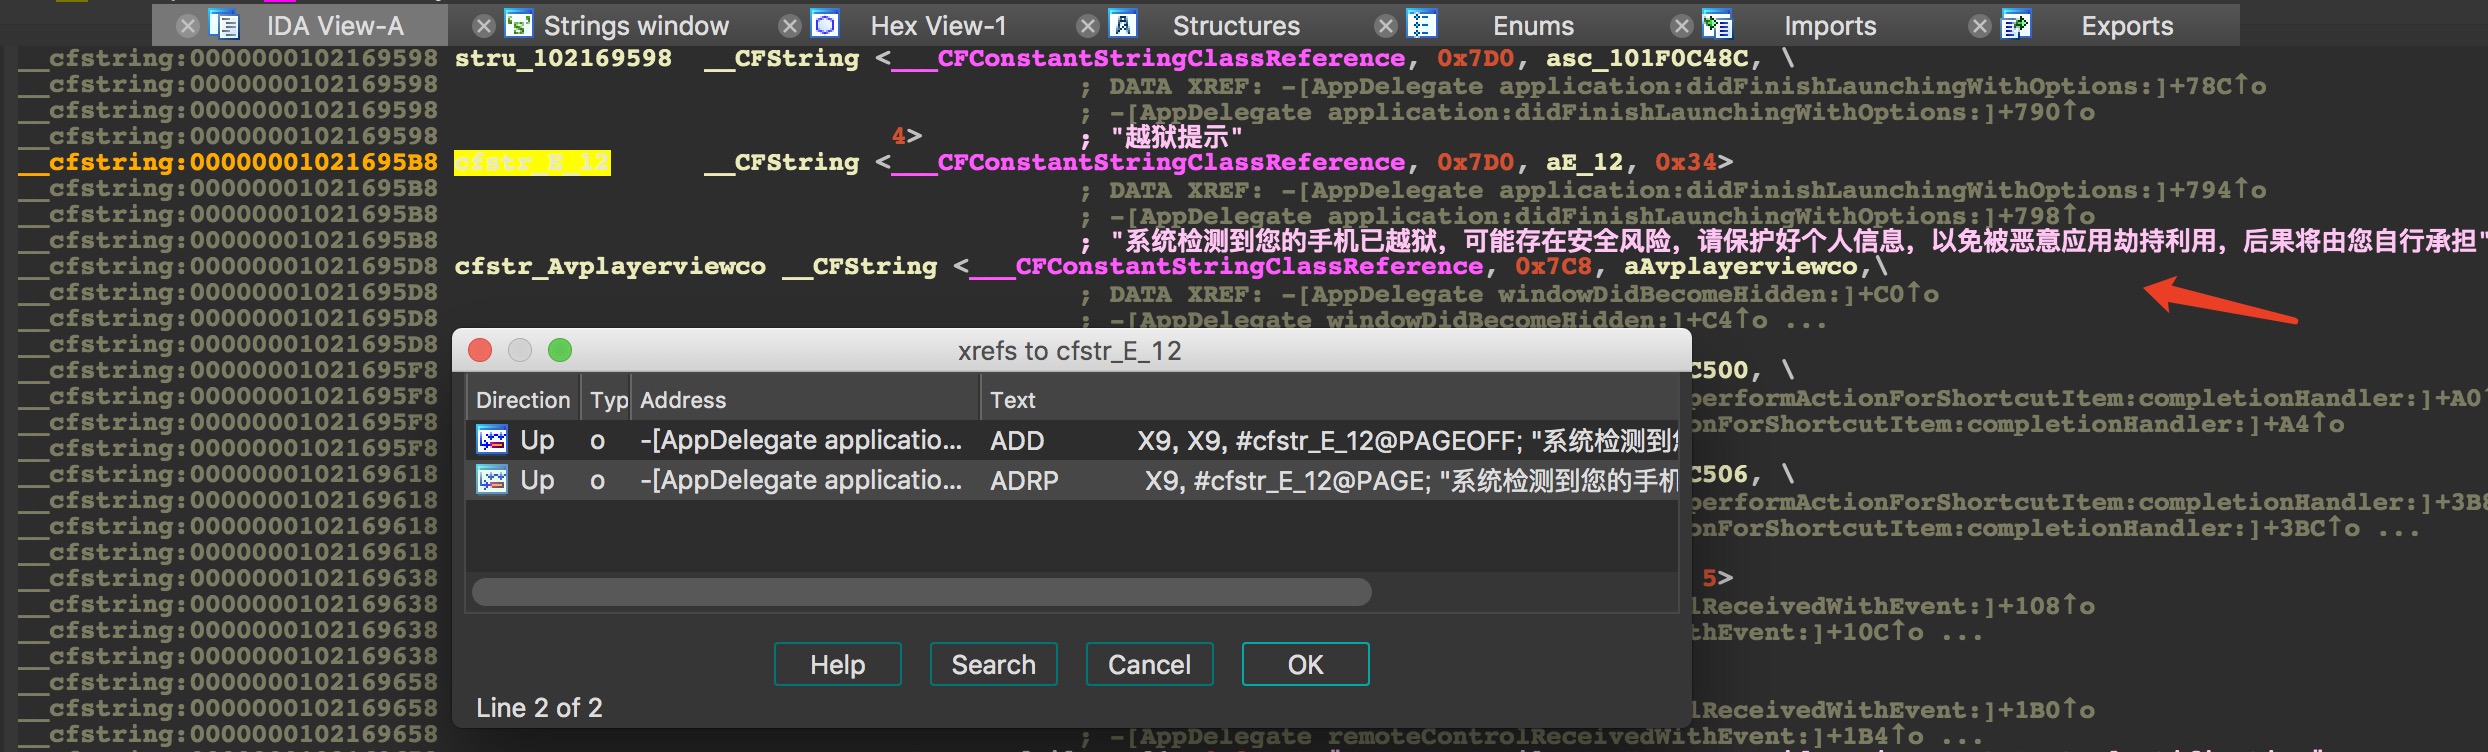 IDA View-A Strings window Hex View-1 Structures Enums Imports Exports
__cfstring:0000000102169598 stru_102169598 __CFString <___CFConstantStringClassReference, 0x7D0, asc_101F0C48C, \
__cfstring:0000000102169598 ; DATA XREF: -[AppDelegate application:didFinishLaunchingWithOptions:]+78C↑o
__cfstring:0000000102169598 ; -[AppDelegate application:didFinishLaunchingWithOptions:]+790↑o
__cfstring:0000000102169598 4> ; "越狱提示"
__cfstring:00000001021695B8 cfstr_E_12 __CFString <___CFConstantStringClassReference, 0x7D0, aE_12, 0x34>
__cfstring:00000001021695B8 ; DATA XREF: -[AppDelegate application:didFinishLaunchingWithOptions:]+794↑o
__cfstring:00000001021695B8 ; -[AppDelegate application:didFinishLaunchingWithOptions:]+798↑o
__cfstring:00000001021695B8 ; "系统检测到您的手机已越狱，可能存在安全风险，请保护好个人信息，以免被恶意应用劫持利用，后果将由您自行承担"
__cfstring:00000001021695D8 cfstr_Avplayerviewco __CFString <___CFConstantStringClassReference, 0x7C8, aAvplayerviewco,\
__cfstring:00000001021695D8 ; DATA XREF: -[AppDelegate windowDidBecomeHidden:]+C0↑o
__cfstring:00000001021695D8 ; -[AppDelegate windowDidBecomeHidden:]+C4↑o ...
__cfstring:00000001021695D8
__cfstring:00000001021695F8 C500, \
__cfstring:00000001021695F8 performActionForShortcutItem:completionHandler:]+A0↑
__cfstring:00000001021695F8 onForShortcutItem:completionHandler:]+A4↑o
__cfstring:00000001021695F8
__cfstring:0000000102169618 C506, \
__cfstring:0000000102169618 performActionForShortcutItem:completionHandler:]+3B8
__cfstring:0000000102169618 onForShortcutItem:completionHandler:]+3BC↑o ...
__cfstring:0000000102169618
__cfstring:0000000102169638 5>
__cfstring:0000000102169638 lReceivedWithEvent:]+108↑o
__cfstring:0000000102169638 thEvent:]+10C↑o ...
__cfstring:0000000102169638
__cfstring:0000000102169658
__cfstring:0000000102169658 lReceivedWithEvent:]+1B0↑o
__cfstring:0000000102169658 ; -[AppDelegate remoteControlReceivedWithEvent:]+1B4↑o ...
xrefs to cfstr_E_12
Direction Typ Address Text
Up o -[AppDelegate applicatio... ADD X9, X9, #cfstr_E_12@PAGEOFF; "系统检测到
Up o -[AppDelegate applicatio... ADRP X9, #cfstr_E_12@PAGE; "系统检测到您的手机
Help Search Cancel OK
Line 2 of 2